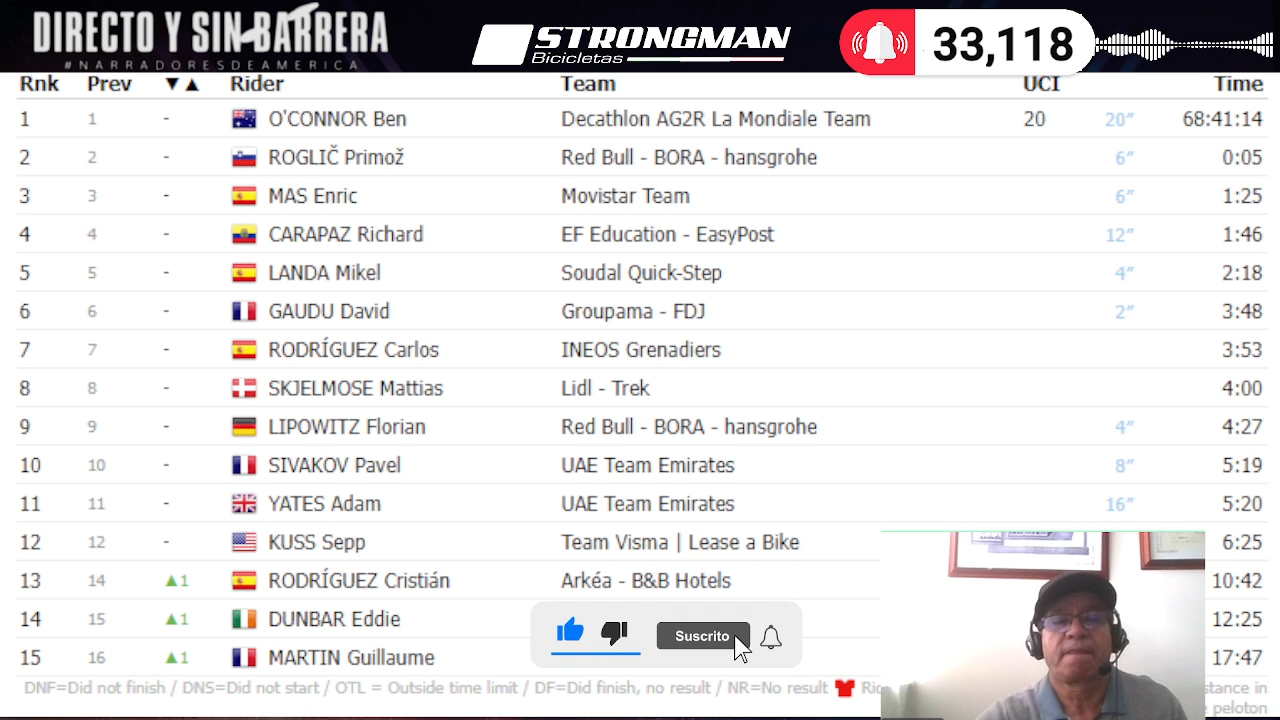 DIRECTO Y SIN BARRERA
#NARRADORESDEAMERICA
STRONGMAN
Bicicletas
33,118
Rnk Prev ▼▲ Rider Team UCI Time
1 1 - O'CONNOR Ben Decathlon AG2R La Mondiale Team 20 20″ 68:41:14
2 2 - ROGLIČ Primož Red Bull - BORA - hansgrohe 6″ 0:05
3 3 - MAS Enric Movistar Team 6″ 1:25
4 4 - CARAPAZ Richard EF Education - EasyPost 12″ 1:46
5 5 - LANDA Mikel Soudal Quick-Step 4″ 2:18
6 6 - GAUDU David Groupama - FDJ 2″ 3:48
7 7 - RODRÍGUEZ Carlos INEOS Grenadiers 3:53
8 8 - SKJELMOSE Mattias Lidl - Trek 4:00
9 9 - LIPOWITZ Florian Red Bull - BORA - hansgrohe 4″ 4:27
10 10 - SIVAKOV Pavel UAE Team Emirates 8″ 5:19
11 11 - YATES Adam UAE Team Emirates 16″ 5:20
12 12 - KUSS Sepp Team Visma | Lease a Bike 6:25
13 14 ▲1 RODRÍGUEZ Cristián Arkéa - B&B Hotels 10:42
14 15 ▲1 DUNBAR Eddie 12:25
15 16 ▲1 MARTIN Guillaume 17:47
Suscrito
DNF=Did not finish / DNS=Did not start / OTL = Outside time limit / DF=Did finish, no result / NR=No result
peloton